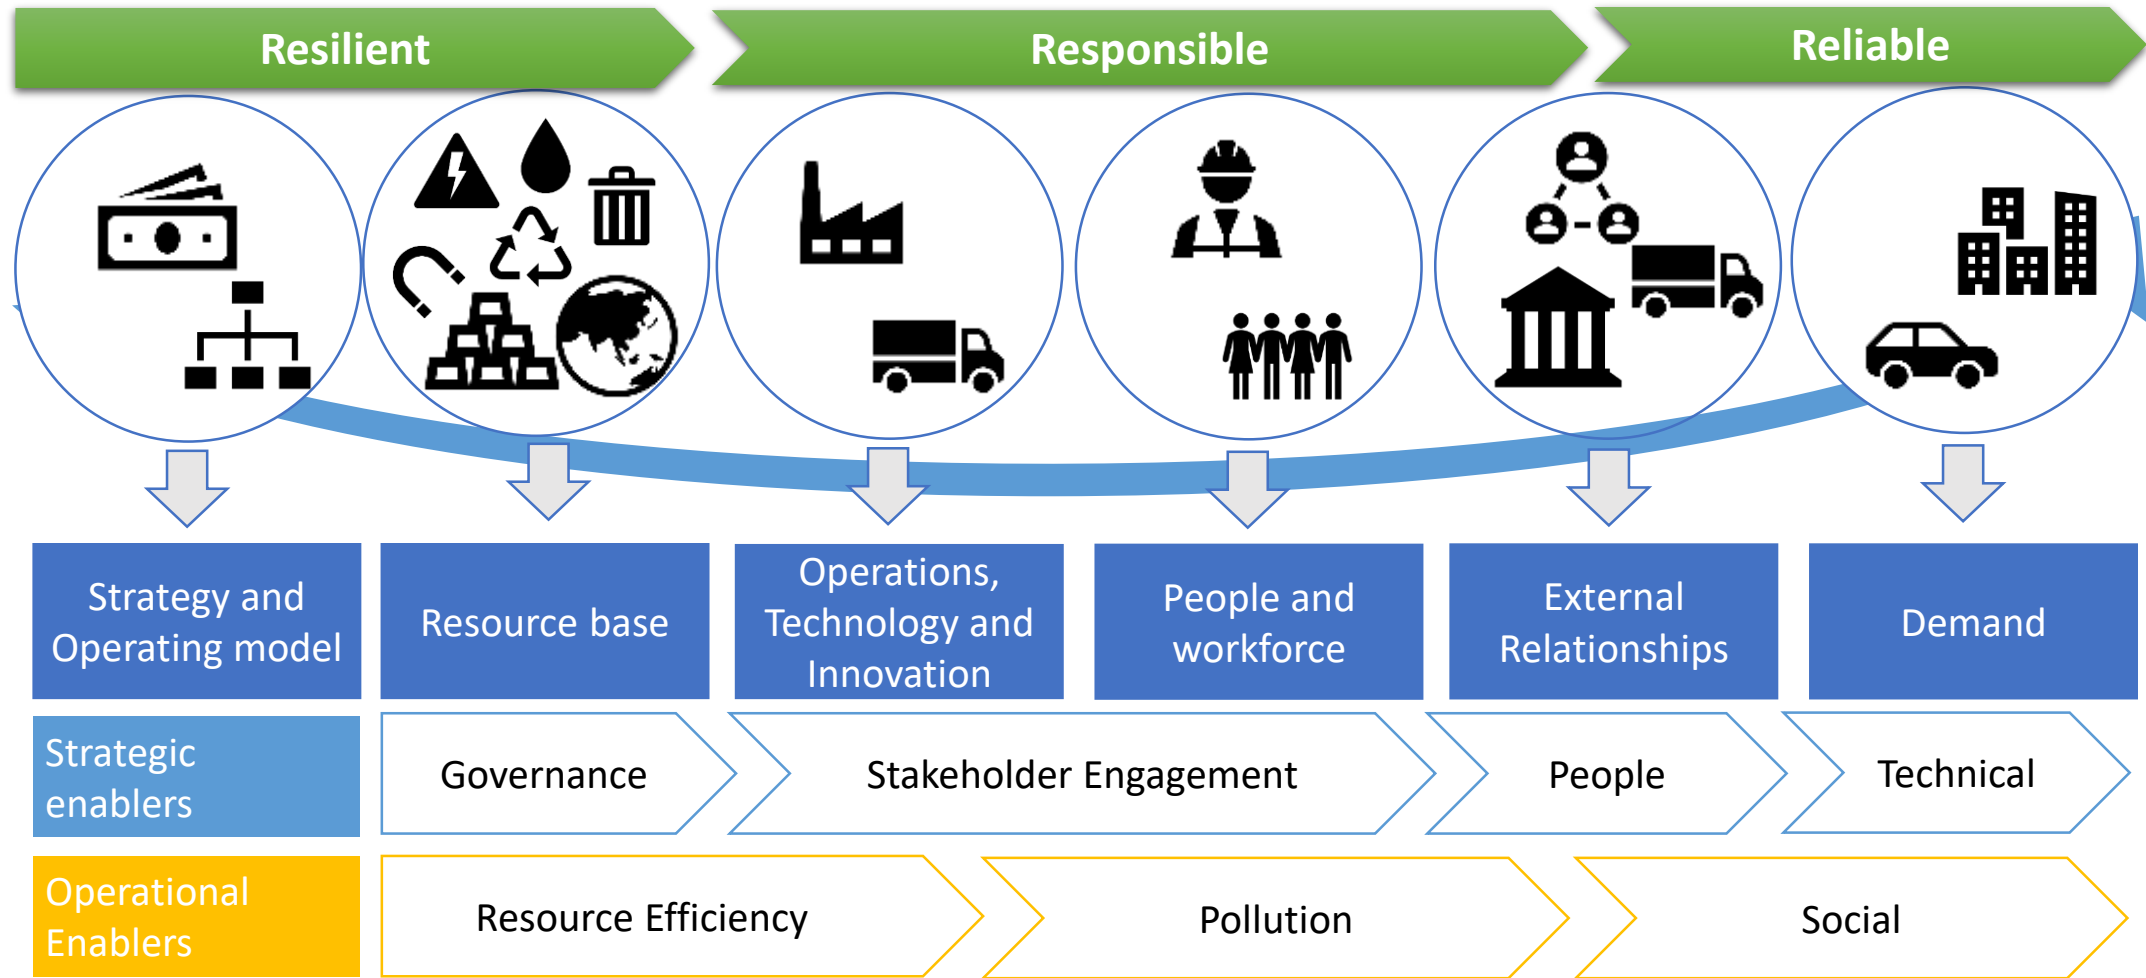 Resilient
Responsible
Reliable
Strategy and
Operating model
Resource base
Operations,
Technology and
Innovation
People and
workforce
External
Relationships
Demand
Strategic
enablers
Governance
Stakeholder Engagement
People
Technical
Operational
Enablers
Resource Efficiency
Pollution
Social